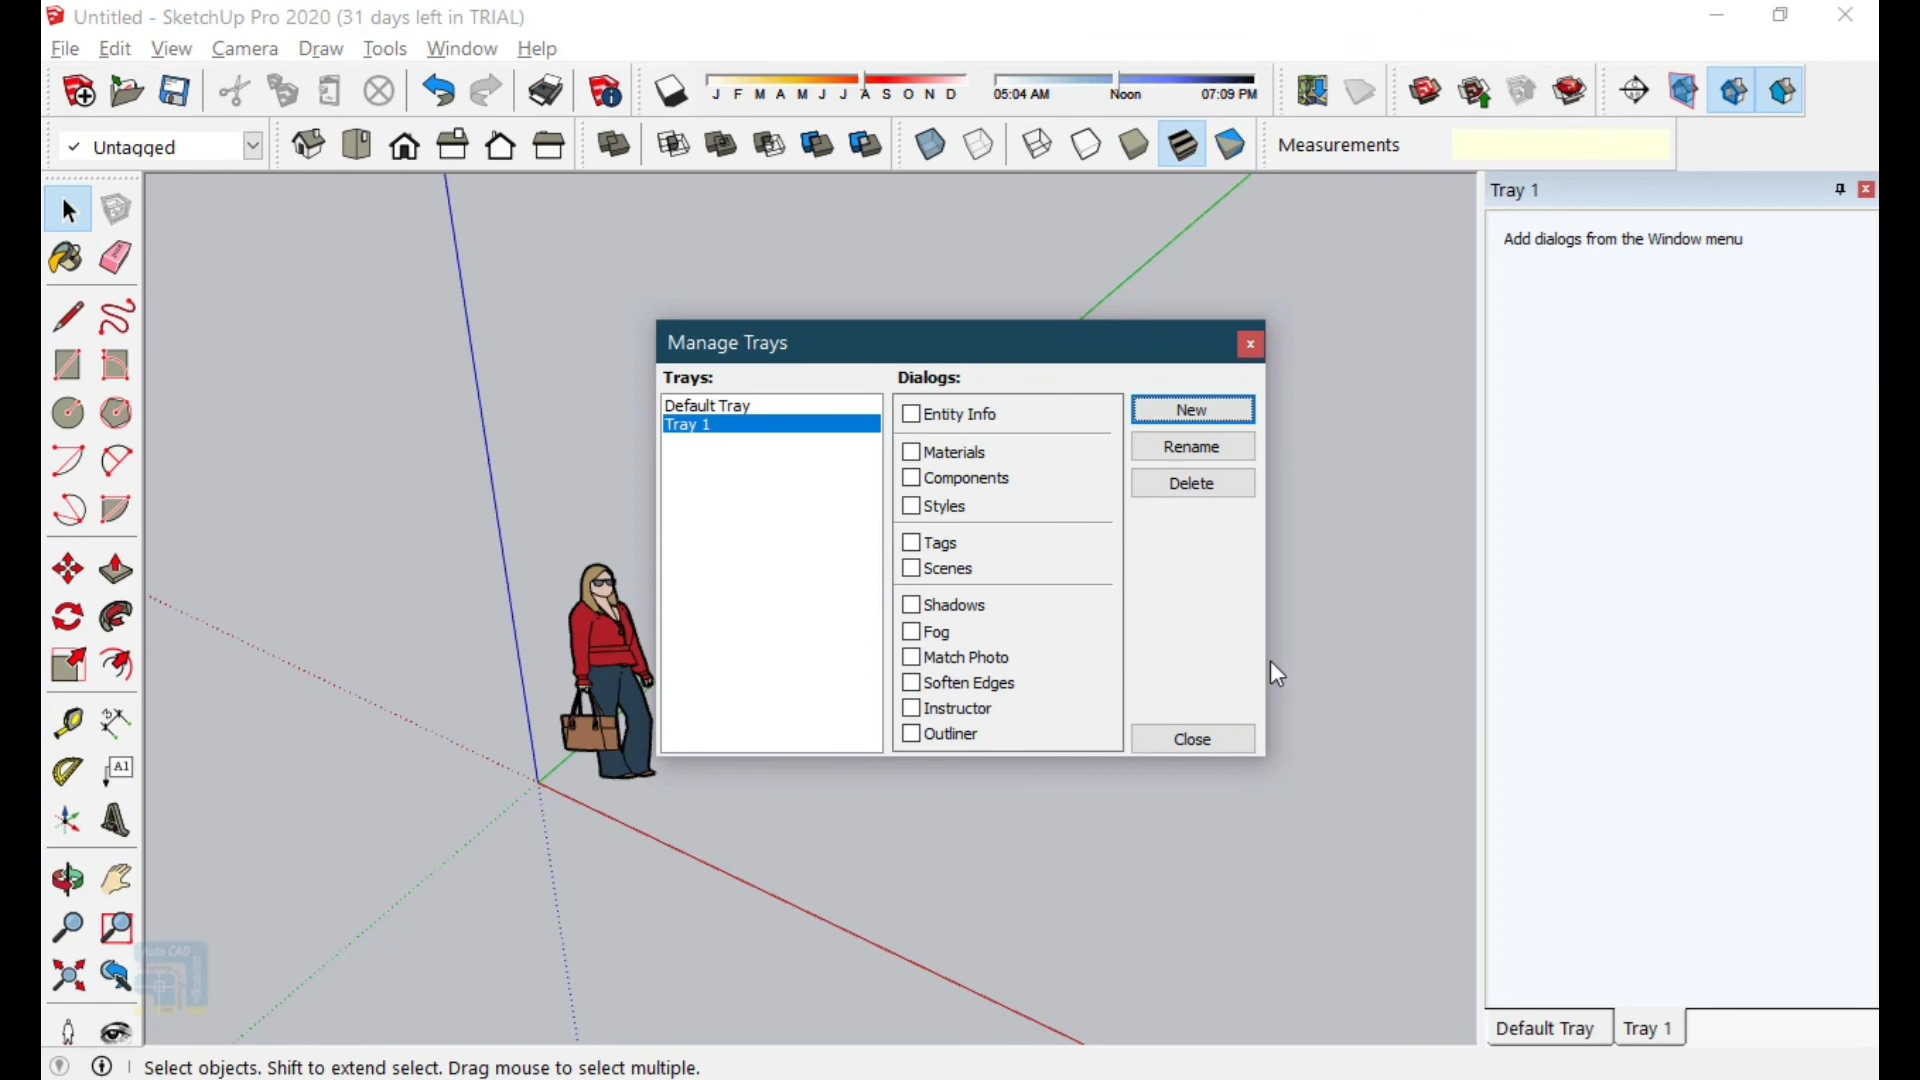 Untitled - SketchUp Pro 2020 (31 days left in TRIAL)
File Edit View Camera Draw Tools Window Help
J F M A M J J A S O N D
05:04 AM Noon 07:09 PM
Untagged
Measurements
Tray 1
Add dialogs from the Window menu
Manage Trays
Trays:
Dialogs:
Default Tray
Tray 1
Entity Info
Materials
Components
Styles
Tags
Scenes
Shadows
Fog
Match Photo
Soften Edges
Instructor
Outliner
New
Rename
Delete
Close
A1
Auto CAD
Default Tray
Tray 1
Select objects. Shift to extend select. Drag mouse to select multiple.